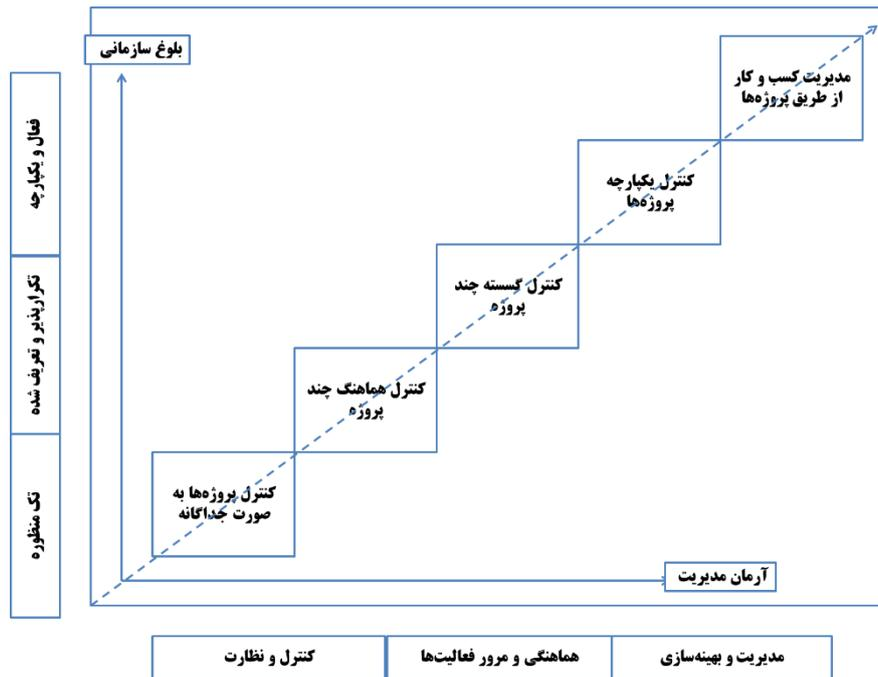 بلوغ سازمانی
مدیریت کسب و کار
از طریق پروژه‌ها
کنترل یکپارچه
پروژه‌ها
کنترل گسسته چند
پروژه
کنترل هماهنگ چند
پروژه
کنترل پروژه‌ها به
صورت جداگانه
آرمان مدیریت
فعال و یکپارچه
تکرارپذیر و تعریف شده
تک منظوره
کنترل و نظارت
هماهنگی و مرور فعالیت‌ها
مدیریت و بهینه‌سازی